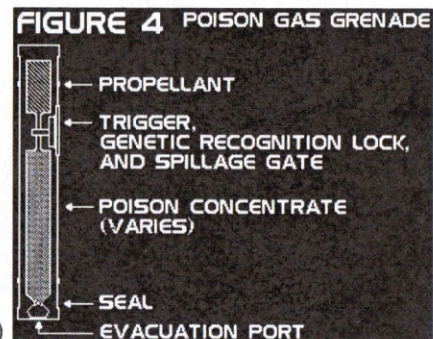 FIGURE 4 POISON GAS GRENADE
PROPELLANT
TRIGGER,
GENETIC RECOGNITION LOCK,
AND SPILLAGE GATE
POISON CONCENTRATE
(VARIES)
SEAL
EVACUATION PORT